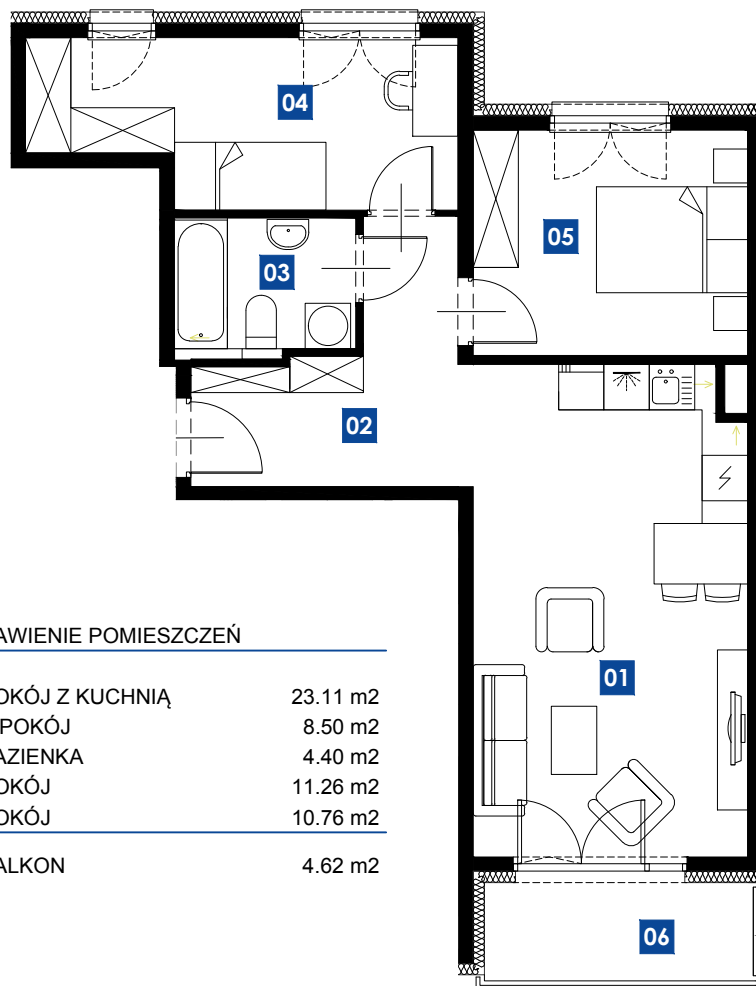 04
05
03
02
01
06
AWIENIE POMIESZCZEŃ
OKÓJ Z KUCHNIĄ 23.11 m2
POKÓJ 8.50 m2
AZIENKA 4.40 m2
OKÓJ 11.26 m2
OKÓJ 10.76 m2
ALKON 4.62 m2